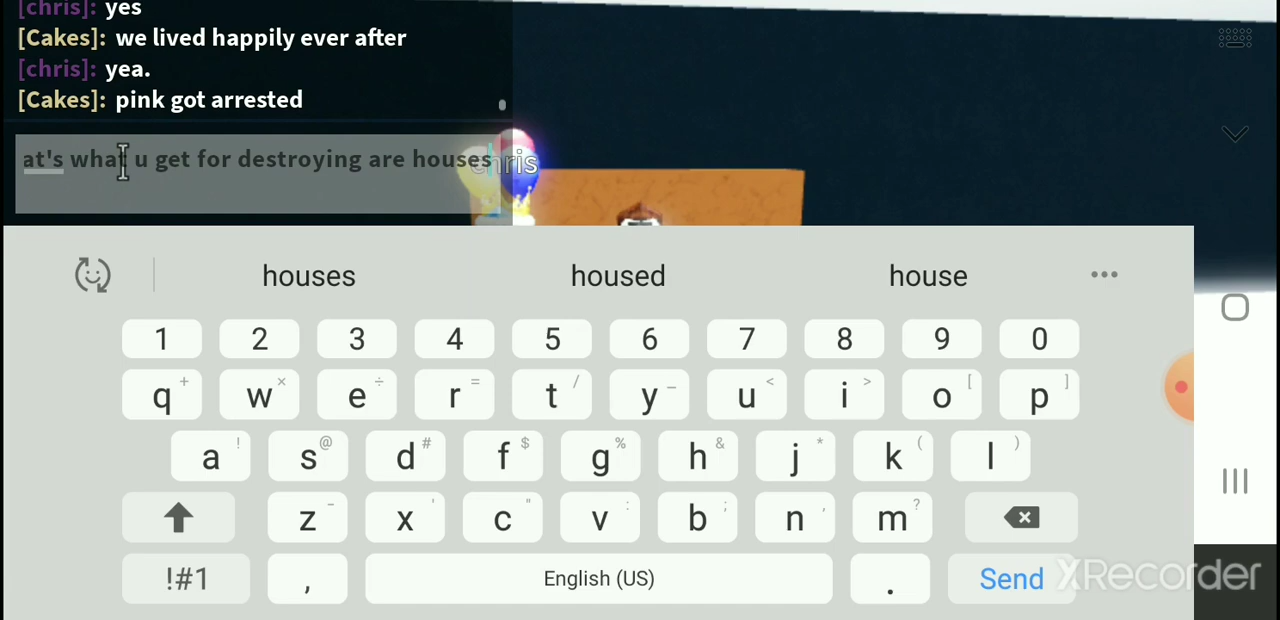 [chris]: yes
[Cakes]: we lived happily ever after
[chris]: yea.
[Cakes]: pink got arrested
at's what u get for destroying are houses
chris
houses housed house
1 2 3 4 5 6 7 8 9 0
q + w × e ÷ r = t / y _ u < i > o [ p ]
a ! s @ d # f $ g % h & j * k ( l )
z - x ' c " v : b ; n , m ?
!#1 , English (US) . Send
XRecorder